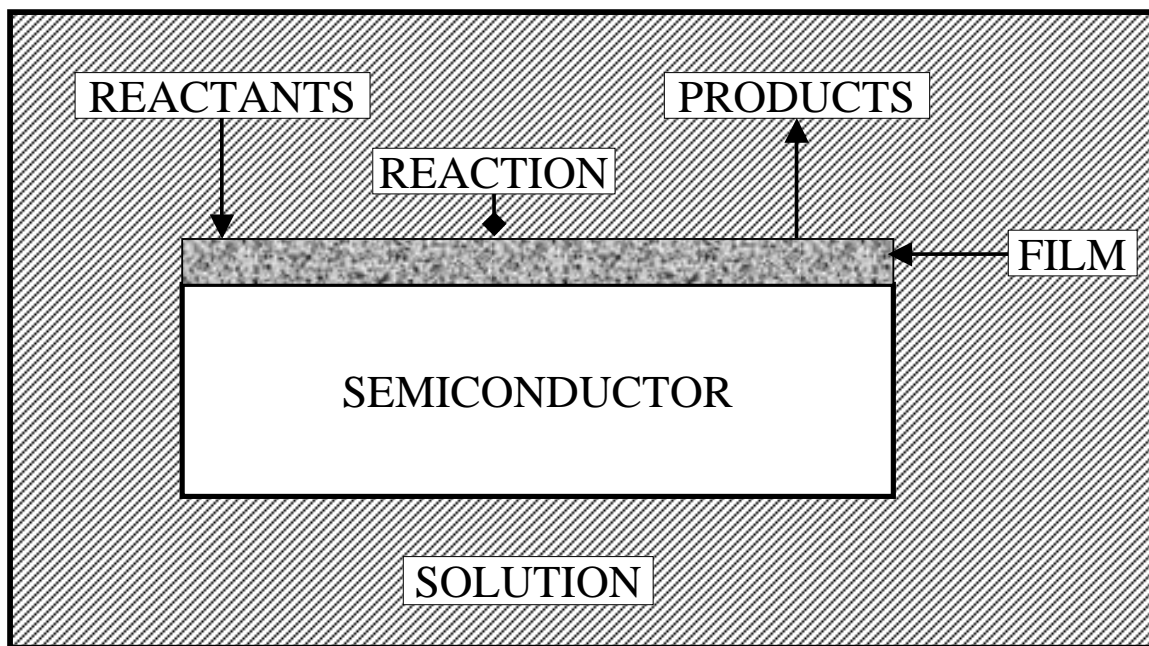 REACTANTS
PRODUCTS
REACTION
FILM
SEMICONDUCTOR
SOLUTION